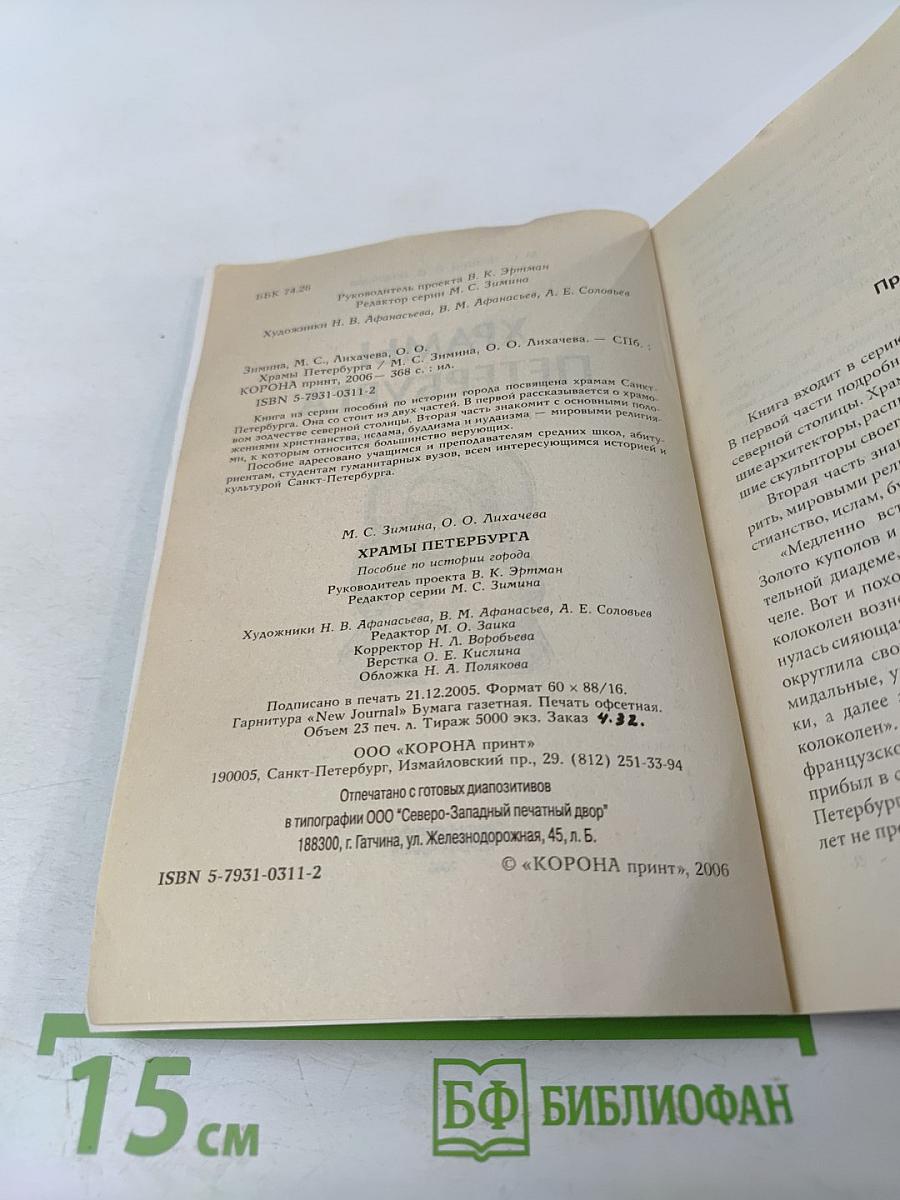 ББК 74.26
Руководитель проекта В. К. Эртман
Редактор серии М. С. Зимина
Художники Н. В. Афанасьева, В. М. Афанасьев, А. Е. Соловьев
Зимина, М. С., Лихачева, О. О.
Храмы Петербурга / М. С. Зимина, О. О. Лихачева. — СПб. :
КОРОНА принт, 2006— 368 с. : ил.
ISBN 5-7931-0311-2
Книга из серии пособий по истории города посвящена храмам Санкт-
Петербурга. Она состоит из двух частей. В первой рассказывается о храмо-
вом зодчестве северной столицы. Вторая часть знакомит с основными поло-
жениями христианства, ислама, буддизма и иудаизма — мировыми религия-
ми, к которым относится большинство верующих.
Пособие адресовано учащимся и преподавателям средних школ, абиту-
риентам, студентам гуманитарных вузов, всем интересующимся историей и
культурой Санкт-Петербурга.
М. С. Зимина, О. О. Лихачева
ХРАМЫ ПЕТЕРБУРГА
Пособие по истории города
Руководитель проекта В. К. Эртман
Редактор серии М. С. Зимина
Художники Н. В. Афанасьева, В. М. Афанасьев, А. Е. Соловьев
Редактор М. О. Заика
Корректор Н. Л. Воробьева
Верстка О. Е. Кислина
Обложка Н. А. Полякова
Подписано в печать 21.12.2005. Формат 60 × 88/16.
Гарнитура «New Journal» Бумага газетная. Печать офсетная.
Объем 23 печ. л. Тираж 5000 экз. Заказ 432.
ООО «КОРОНА принт»
190005, Санкт-Петербург, Измайловский пр., 29. (812) 251-33-94
Отпечатано с готовых диапозитивов
в типографии ООО "Северо-Западный печатный двор"
188300, г. Гатчина, ул. Железнодорожная, 45, л. Б.
ISBN 5-7931-0311-2
© «КОРОНА принт», 2006
Пр
Книга входит в серию
В первой части подробн
северной столицы. Храм
шие архитекторы, расп
шие скульпторы своег
Вторая часть знак
рить, мировыми рел
стианство, ислам, бу
«Медленно вст
Золото куполов и
тельной диадеме,
челе. Вот и похо
колоколен возне
нулась сияюща
округлила сво
мидальные, у
ки, а далее з
колоколен».
французско
прибыл в с
Петербург
лет не пре
15 см
БФ БИБЛИОФАН